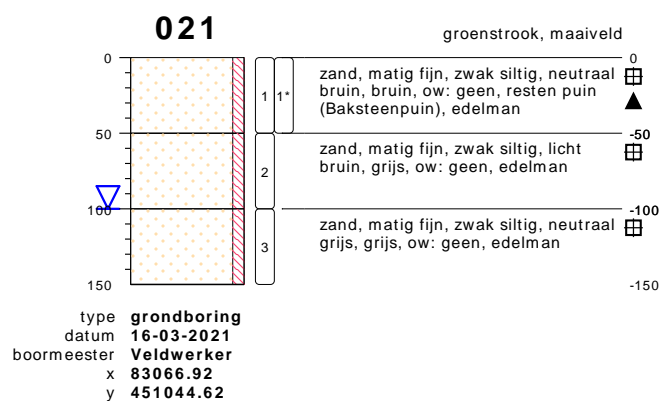 021
groenstrook, maaiveld
0
0
1
1*
zand, matig fijn, zwak siltig, neutraal
bruin, bruin, ow: geen, resten puin
(Baksteenpuin), edelman
50
-50
2
zand, matig fijn, zwak siltig, licht
bruin, grijs, ow: geen, edelman
100
-100
3
zand, matig fijn, zwak siltig, neutraal
grijs, grijs, ow: geen, edelman
150
-150
type grondboring
datum 16-03-2021
boormeester Veldwerker
x 83066.92
y 451044.62